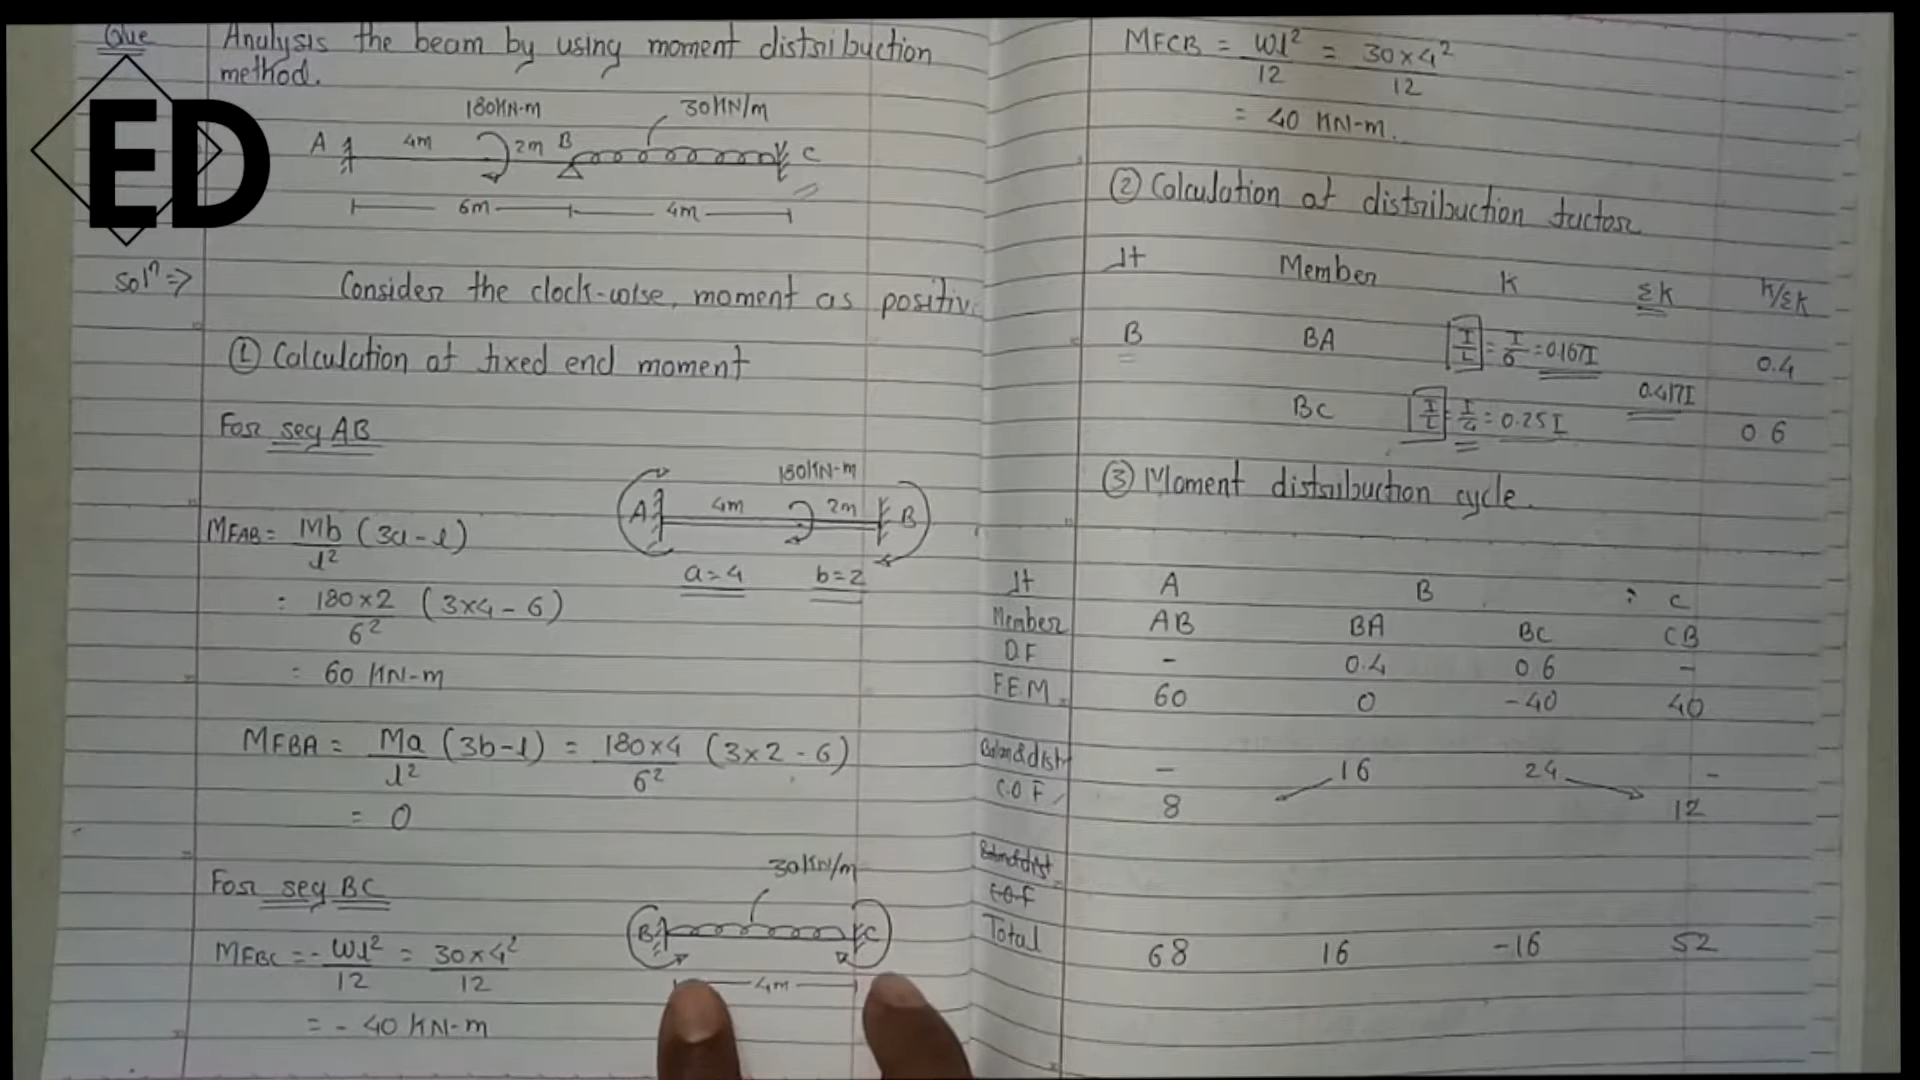 Que
Analysis the beam by using moment distribuction
method.
ED
180KN-m
30KN/m
A
4m
2m
B
C
6m
4m
Solⁿ =>
Consider the clock-wise, moment as positiv
① Calculation of fixed end moment
For seg AB
180KN-m
A
4m
2m
B
a=4
b=2
MFAB = Mb/l² (3a-l)
= 180×2/6² (3×4-6)
= 60 KN-m
MFBA = Ma/l² (3b-l) = 180×4/6² (3×2-6)
= 0
For seg BC
30KN/m
B
C
4m
MFBC = -Wl²/12 = 30×4²/12
= - 40 KN-m
MFCB = Wl²/12 = 30×4²/12
= 40 KN-m.
② Calculation of distribuction factor
Jt Member K ΣK K/ΣK
B BA I/L = I/6 = 0.167I 0.4
0.417I
BC I/L = I/4 = 0.25I 0.6
③ Moment distribuction cycle.
Jt A B C
Member AB BA BC CB
D.F - 0.4 0.6 -
F.E.M. 60 0 -40 40
Balan&dist - 16 24 -
C.O.F 8 12
C.O.F
Total 68 16 -16 52